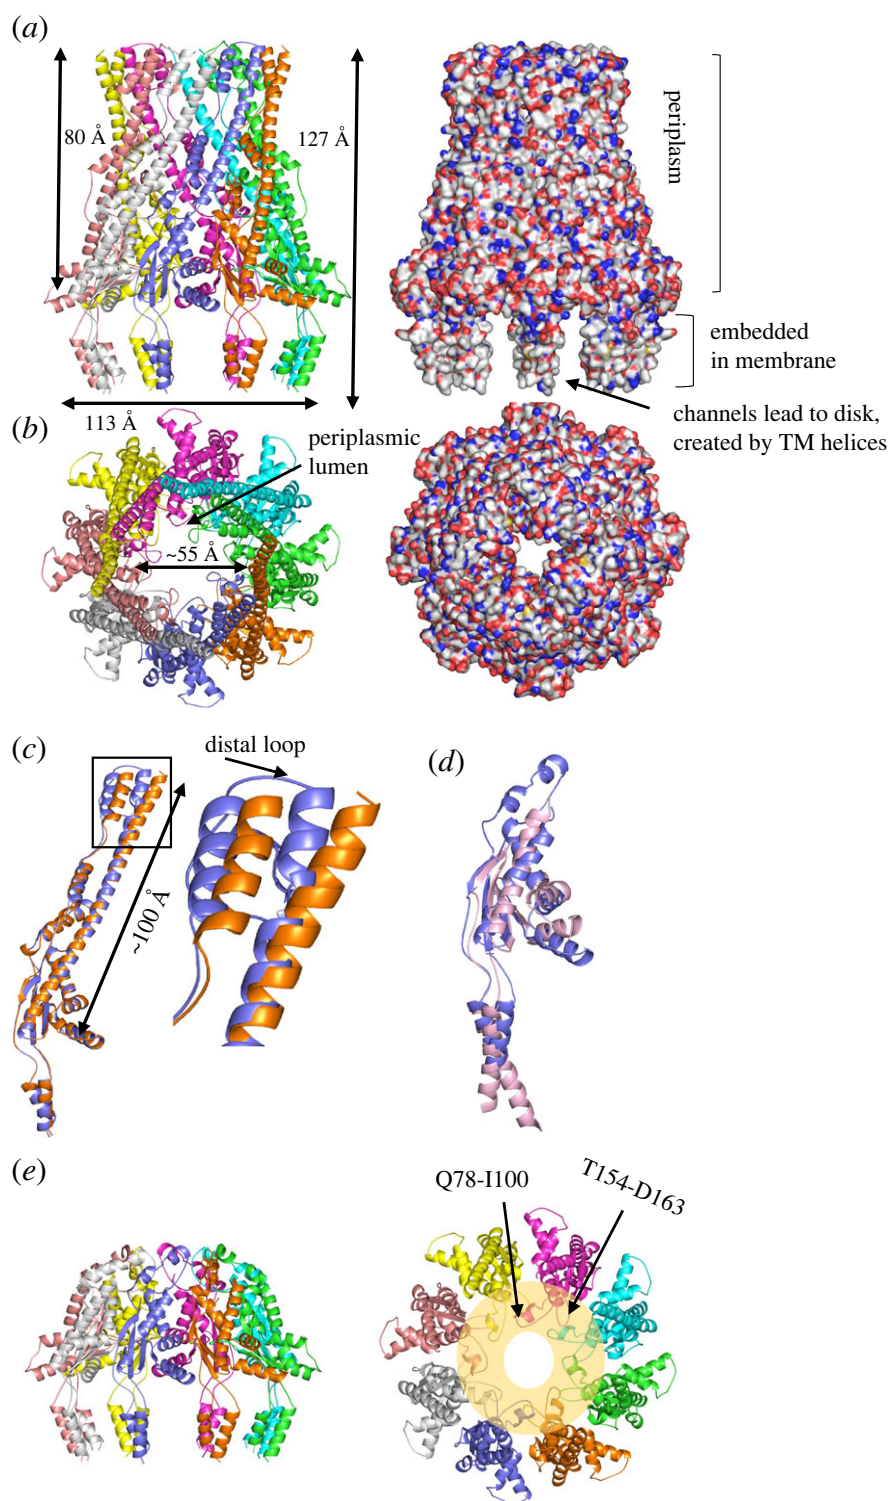 (a)
80 Å
127 Å
periplasm
embedded
in membrane
channels lead to disk,
created by TM helices
113 Å
(b)
periplasmic
lumen
~55 Å
(c)
distal loop
~100 Å
(d)
(e)
Q78-I100
T154-D163